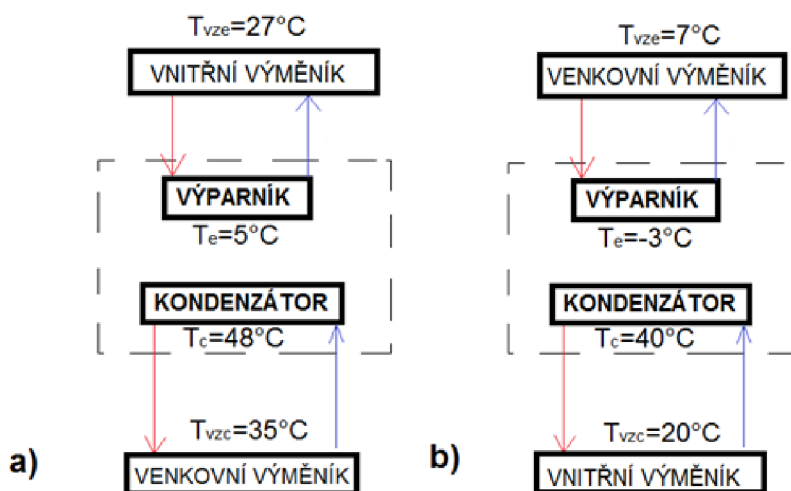 Tvze=27°C
VNITŘNÍ VÝMĚNÍK
VÝPARNÍK
Te=5°C
KONDENZÁTOR
Tc=48°C
Tvzc=35°C
a)
VENKOVNÍ VÝMĚNÍK
Tvze=7°C
VENKOVNÍ VÝMĚNÍK
VÝPARNÍK
Te=-3°C
KONDENZÁTOR
Tc=40°C
Tvzc=20°C
b)
VNITŘNÍ VÝMĚNÍK